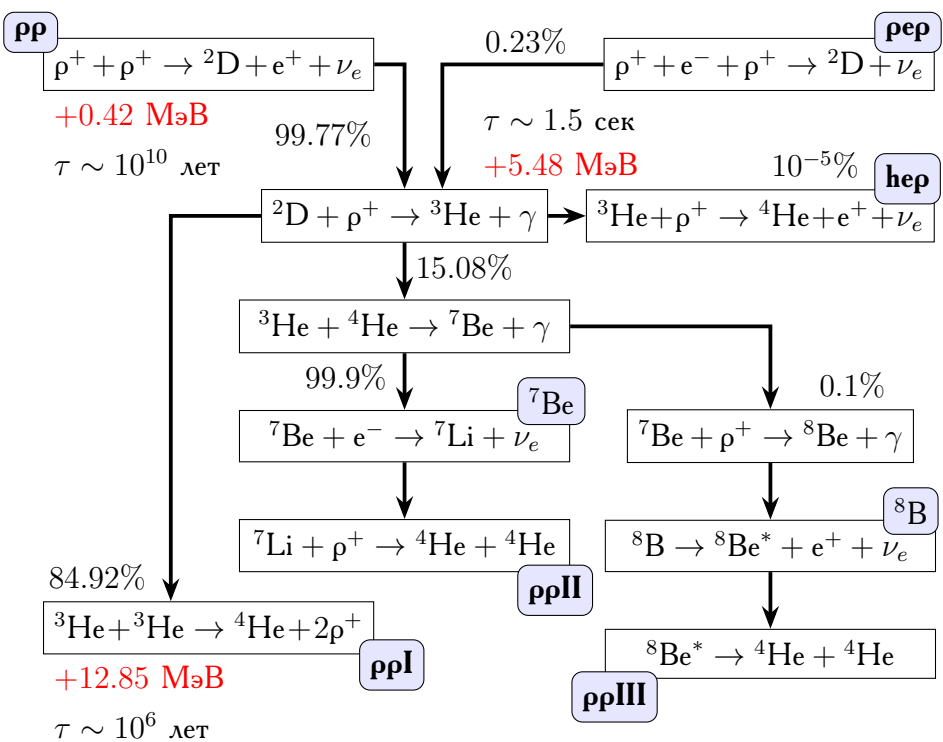 ρρ
ρ⁺ + ρ⁺ → ²D + e⁺ + νₑ
+0.42 МэВ
τ ∼ 10¹⁰ лет
99.77%
0.23%
ρeρ
ρ⁺ + e⁻ + ρ⁺ → ²D + νₑ
τ ∼ 1.5 сек
+5.48 МэВ
²D + ρ⁺ → ³He + γ
10⁻⁵%
heρ
³He + ρ⁺ → ⁴He + e⁺ + νₑ
15.08%
³He + ⁴He → ⁷Be + γ
99.9%
⁷Be
⁷Be + e⁻ → ⁷Li + νₑ
0.1%
⁷Be + ρ⁺ → ⁸Be + γ
⁷Li + ρ⁺ → ⁴He + ⁴He
ρρII
⁸B
⁸B → ⁸Be* + e⁺ + νₑ
84.92%
³He + ³He → ⁴He + 2ρ⁺
ρρI
+12.85 МэВ
τ ∼ 10⁶ лет
⁸Be* → ⁴He + ⁴He
ρρIII